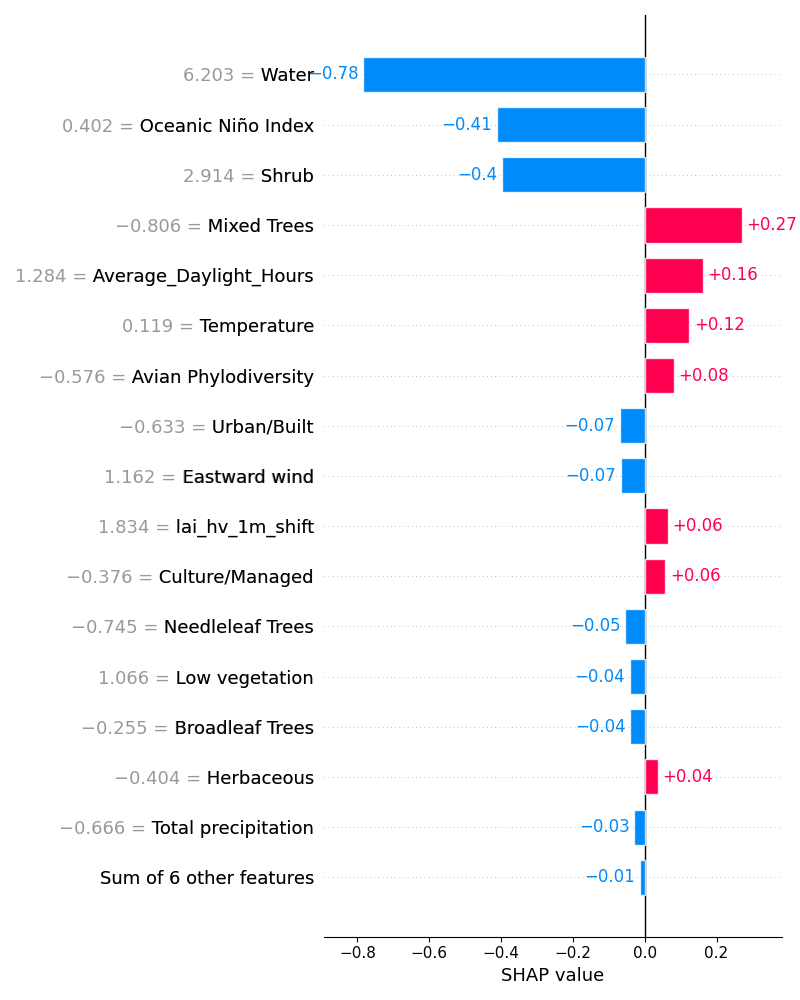 6.203 = Water −0.78
0.402 = Oceanic Niño Index −0.41
2.914 = Shrub −0.4
−0.806 = Mixed Trees +0.27
1.284 = Average_Daylight_Hours +0.16
0.119 = Temperature +0.12
−0.576 = Avian Phylodiversity +0.08
−0.633 = Urban/Built −0.07
1.162 = Eastward wind −0.07
1.834 = lai_hv_1m_shift +0.06
−0.376 = Culture/Managed +0.06
−0.745 = Needleleaf Trees −0.05
1.066 = Low vegetation −0.04
−0.255 = Broadleaf Trees −0.04
−0.404 = Herbaceous +0.04
−0.666 = Total precipitation −0.03
Sum of 6 other features −0.01
−0.8 −0.6 −0.4 −0.2 0.0 0.2
SHAP value